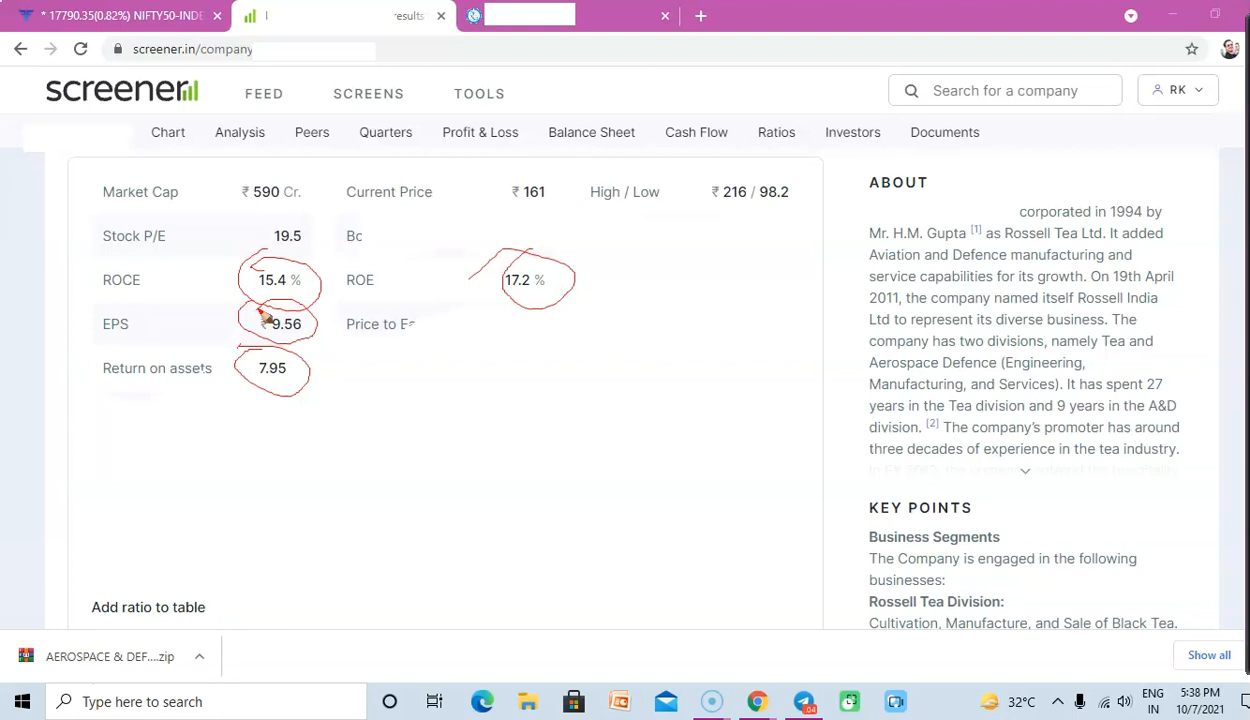 * 17790.35(0.82%) NIFTY50-INDE
results
screener.in/company
screener
FEED SCREENS TOOLS
Search for a company
RK
Chart Analysis Peers Quarters Profit & Loss Balance Sheet Cash Flow Ratios Investors Documents
Market Cap ₹ 590 Cr. Current Price ₹ 161 High / Low ₹ 216 / 98.2
Stock P/E 19.5
ROCE 15.4 % ROE 17.2 %
EPS ₹ 9.56 Price to
Return on assets 7.95
Add ratio to table
ABOUT
corporated in 1994 by
Mr. H.M. Gupta [1] as Rossell Tea Ltd. It added
Aviation and Defence manufacturing and
service capabilities for its growth. On 19th April
2011, the company named itself Rossell India
Ltd to represent its diverse business. The
company has two divisions, namely Tea and
Aerospace Defence (Engineering,
Manufacturing, and Services). It has spent 27
years in the Tea division and 9 years in the A&D
division. [2] The company's promoter has around
three decades of experience in the tea industry.
KEY POINTS
Business Segments
The Company is engaged in the following
businesses:
Rossell Tea Division:
Cultivation, Manufacture, and Sale of Black Tea.
AEROSPACE & DEF....zip
Show all
Type here to search
04
32°C
ENG
IN
5:38 PM
10/7/2021